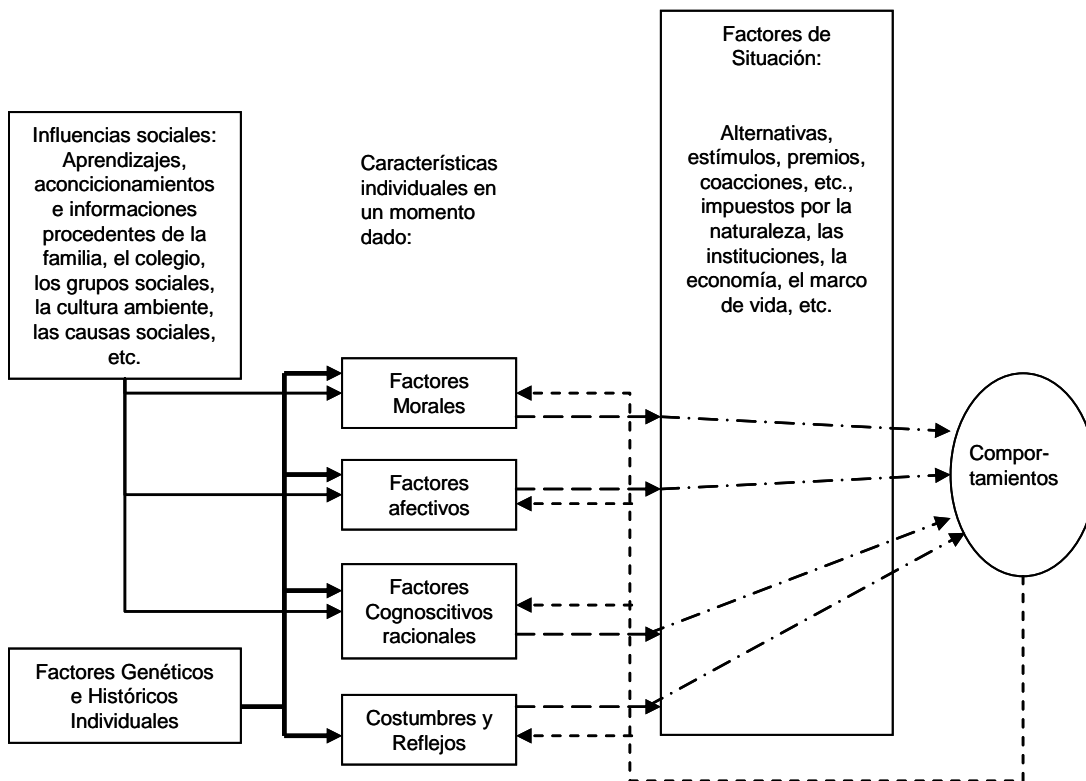 Influencias sociales:
Aprendizajes,
aconcicionamientos
e informaciones
procedentes de la
familia, el colegio,
los grupos sociales,
la cultura ambiente,
las causas sociales,
etc.
Factores Genéticos
e Históricos
Individuales
Características
individuales en
un momento
dado:
Factores
Morales
Factores
afectivos
Factores
Cognoscitivos
racionales
Costumbres y
Reflejos
Factores de
Situación:
Alternativas,
estímulos, premios,
coacciones, etc.,
impuestos por la
naturaleza, las
instituciones, la
economía, el marco
de vida, etc.
Compor-
tamientos